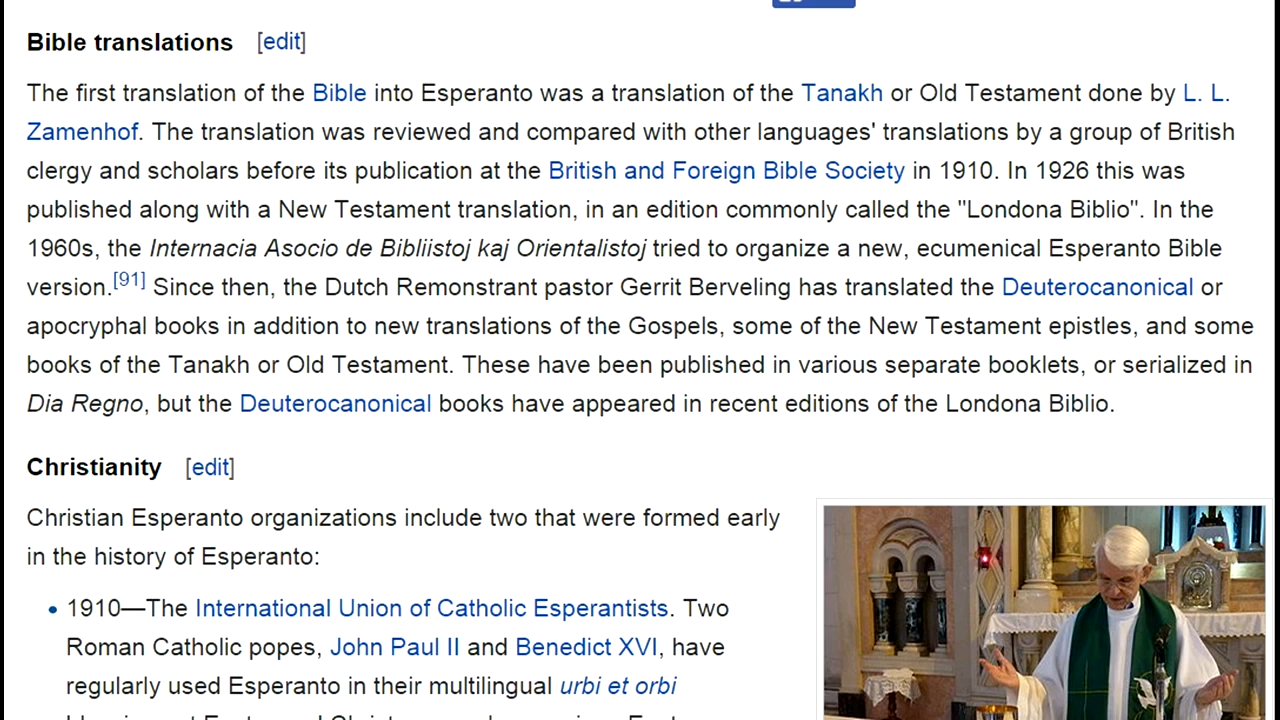 Bible translations [edit]
The first translation of the Bible into Esperanto was a translation of the Tanakh or Old Testament done by L. L.
Zamenhof. The translation was reviewed and compared with other languages' translations by a group of British
clergy and scholars before its publication at the British and Foreign Bible Society in 1910. In 1926 this was
published along with a New Testament translation, in an edition commonly called the "Londona Biblio". In the
1960s, the Internacia Asocio de Bibliistoj kaj Orientalistoj tried to organize a new, ecumenical Esperanto Bible
version.[91] Since then, the Dutch Remonstrant pastor Gerrit Berveling has translated the Deuterocanonical or
apocryphal books in addition to new translations of the Gospels, some of the New Testament epistles, and some
books of the Tanakh or Old Testament. These have been published in various separate booklets, or serialized in
Dia Regno, but the Deuterocanonical books have appeared in recent editions of the Londona Biblio.
Christianity [edit]
Christian Esperanto organizations include two that were formed early
in the history of Esperanto:
• 1910—The International Union of Catholic Esperantists. Two
Roman Catholic popes, John Paul II and Benedict XVI, have
regularly used Esperanto in their multilingual urbi et orbi